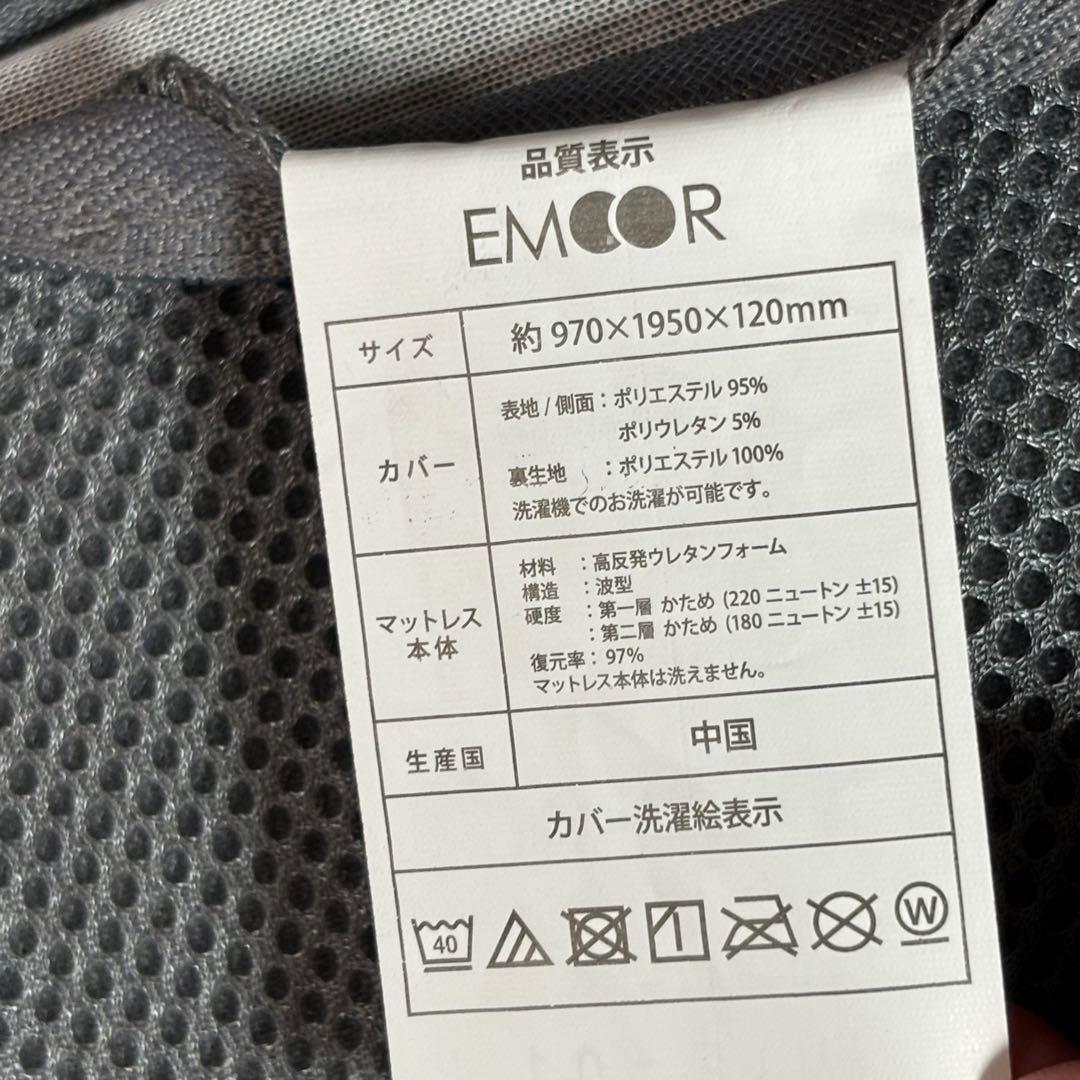 品質表示
EMOOR
サイズ 約 970×1950×120mm
カバー
表地 / 側面：ポリエステル 95%
ポリウレタン 5%
裏生地 ：ポリエステル 100%
洗濯機でのお洗濯が可能です。
マットレス
本体
材料 ：高反発ウレタンフォーム
構造 ：波型
硬度 ：第一層 かため (220 ニュートン ±15)
：第二層 かため (180 ニュートン ±15)
復元率：97%
マットレス本体は洗えません。
生産国 中国
カバー洗濯絵表示
40
W